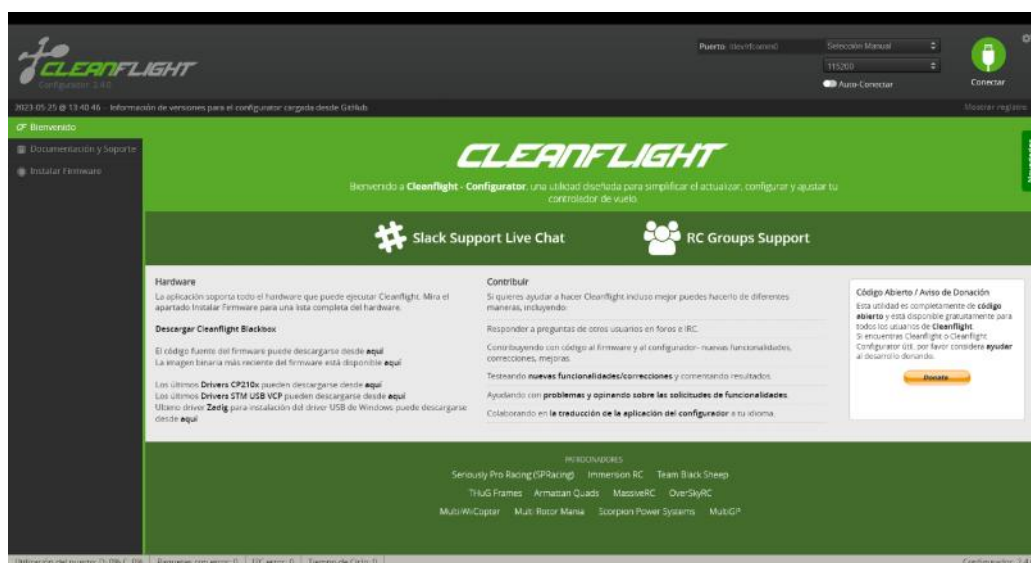 CLEANFLIGHT
Configurator 2.4.0
Puerto: /dev/rfcomm0
Selección Manual
115200
Auto-Conectar
Conectar
2023-05-25 @ 13:40:46 - Información de versiones para el configurator cargada desde GitHub.
Mostrar registro
Bienvenido
Documentación y Soporte
Instalar Firmware
CLEANFLIGHT
Bienvenido a Cleanflight - Configurator, una utilidad diseñada para simplificar el actualizar, configurar y ajustar tu
controlador de vuelo.
Slack Support Live Chat
RC Groups Support
Hardware
La aplicación soporta todo el hardware que puede ejecutar Cleanflight. Mira el
apartado Instalar Firmware para una lista completa del hardware.
Descargar Cleanflight Blackbox
El código fuente del firmware puede descargarse desde aquí
La imagen binaria más reciente del firmware está disponible aquí
Los últimos Drivers CP210x pueden descargarse desde aquí
Los últimos Drivers STM USB VCP pueden descargarse desde aquí
Ultimo driver Zadig para instalación del driver USB de Windows puede descargarse
desde aquí
Contribuir
Si quieres ayudar a hacer Cleanflight incluso mejor puedes hacerlo de diferentes
maneras, incluyendo:
Responder a preguntas de otros usuarios en foros e IRC.
Contribuyendo con código al firmware y al configurador- nuevas funcionalidades,
correcciones, mejoras.
Testeando nuevas funcionalidades/correcciones y comentando resultados.
Ayudando con problemas y opinando sobre las solicitudes de funcionalidades.
Colaborando en la traducción de la aplicación del configurador a tu idioma.
Código Abierto / Aviso de Donación
Esta utilidad es completamente de código
abierto y está disponible gratuitamente para
todos los usuarios de Cleanflight.
Si encuentras Cleanflight o Cleanflight
Configurator útil, por favor considera ayudar
al desarrollo donando.
Donate
PATROCINADORES
Seriously Pro Racing (SPRacing) Immersion RC Team Black Sheep
THuG Frames Armattan Quads MassiveRC OverSkyRC
Multi-WiiCopter Multi Rotor Mania Scorpion Power Systems MultiGP